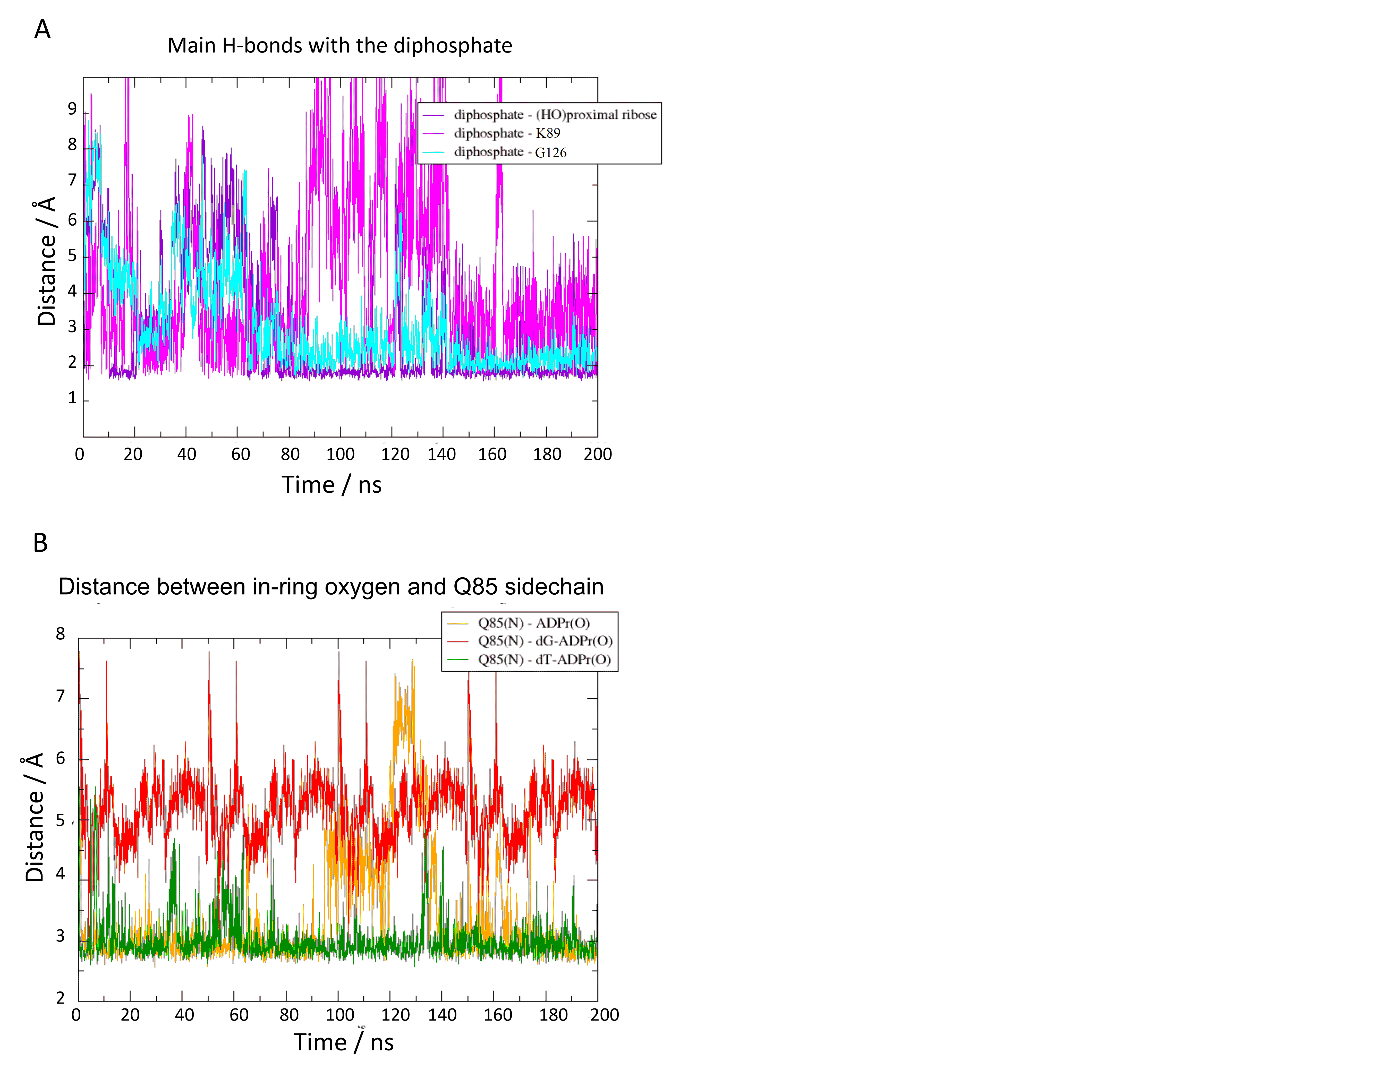 A
Main H-bonds with the diphosphate
9
8
7
6
5
4
3
2
1
diphosphate - (HO)proximal ribose
diphosphate - K89
diphosphate - G126
Distance / Å
0 20 40 60 80 100 120 140 160 180 200
Time / ns
B
Distance between in-ring oxygen and Q85 sidechain
8
7
6
5
4
3
2
Q85(N) - ADPr(O)
Q85(N) - dG-ADPr(O)
Q85(N) - dT-ADPr(O)
Distance / Å
0 20 40 60 80 100 120 140 160 180 200
Time / ns